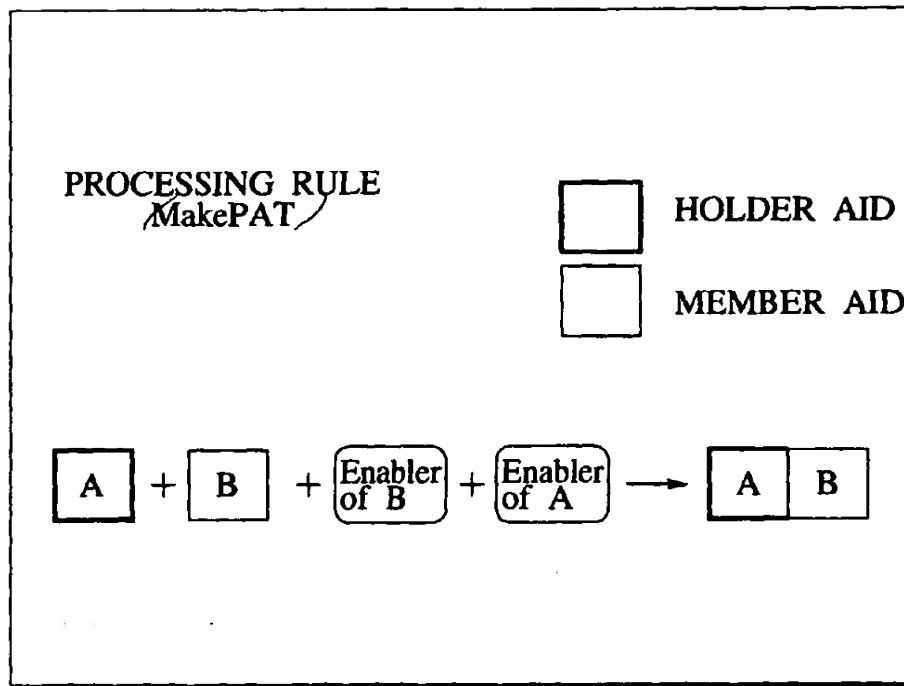 PROCESSING RULE
MakePAT
HOLDER AID
MEMBER AID
A + B + Enabler of B + Enabler of A → A B